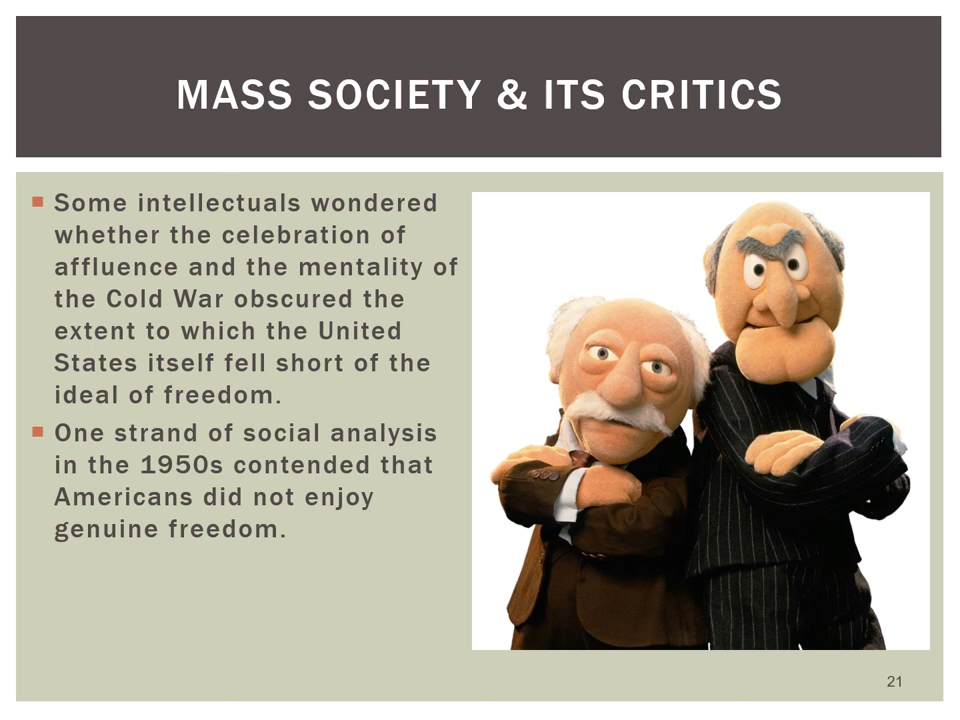 MASS SOCIETY & ITS CRITICS
Some intellectuals wondered
whether the celebration of
affluence and the mentality of
the Cold War obscured the
extent to which the United
States itself fell short of the
ideal of freedom.
One strand of social analysis
in the 1950s contended that
Americans did not enjoy
genuine freedom.
21